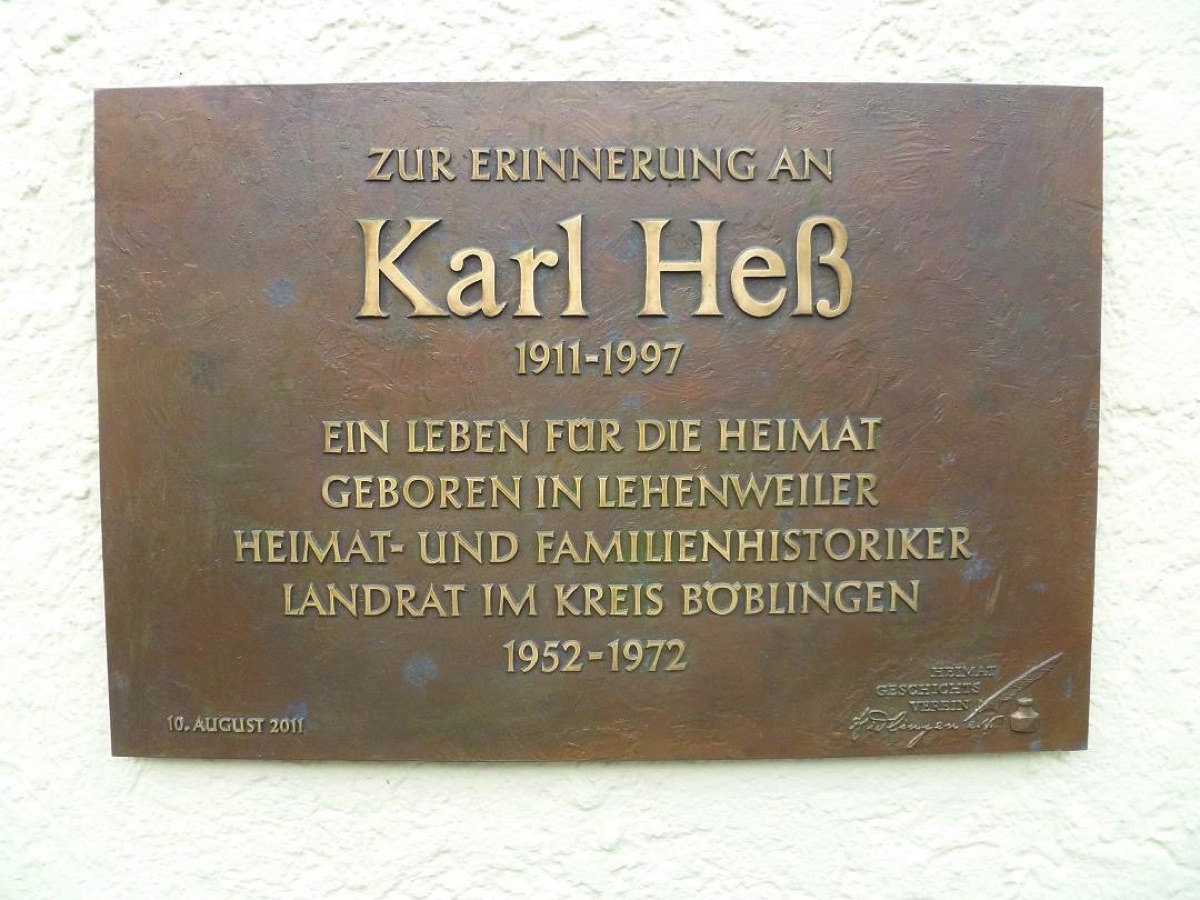 ZUR ERINNERUNG AN
Karl Heß
1911-1997
EIN LEBEN FÜR DIE HEIMAT
GEBOREN IN LEHENWEILER
HEIMAT- UND FAMILIENHISTORIKER
LANDRAT IM KREIS BÖBLINGEN
1952-1972
10. AUGUST 2011
HEIMAT
GESCHICHTS
VEREIN
e.V.